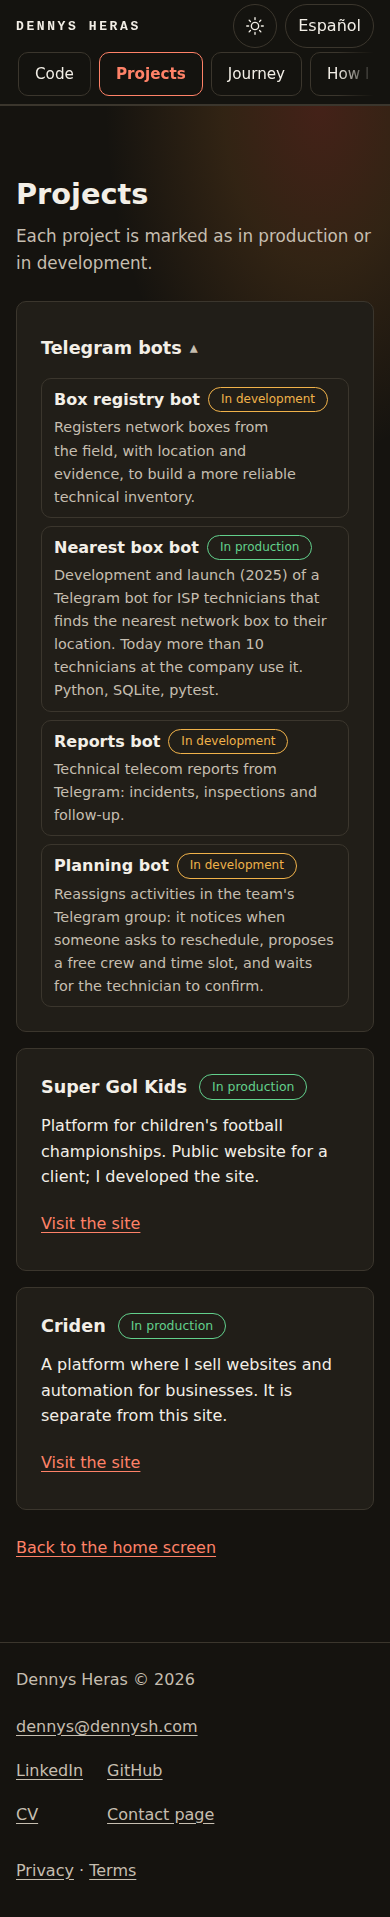 DENNYS HERAS
Español
Code
Projects
Journey
How
Projects
Each project is marked as in production or
in development.
Telegram bots ▲
Box registry bot In development
Registers network boxes from
the field, with location and
evidence, to build a more reliable
technical inventory.
Nearest box bot In production
Development and launch (2025) of a
Telegram bot for ISP technicians that
finds the nearest network box to their
location. Today more than 10
technicians at the company use it.
Python, SQLite, pytest.
Reports bot In development
Technical telecom reports from
Telegram: incidents, inspections and
follow-up.
Planning bot In development
Reassigns activities in the team's
Telegram group: it notices when
someone asks to reschedule, proposes
a free crew and time slot, and waits
for the technician to confirm.
Super Gol Kids In production
Platform for children's football
championships. Public website for a
client; I developed the site.
Visit the site
Criden In production
A platform where I sell websites and
automation for businesses. It is
separate from this site.
Visit the site
Back to the home screen
Dennys Heras © 2026
dennys@dennysh.com
LinkedIn GitHub
CV Contact page
Privacy · Terms